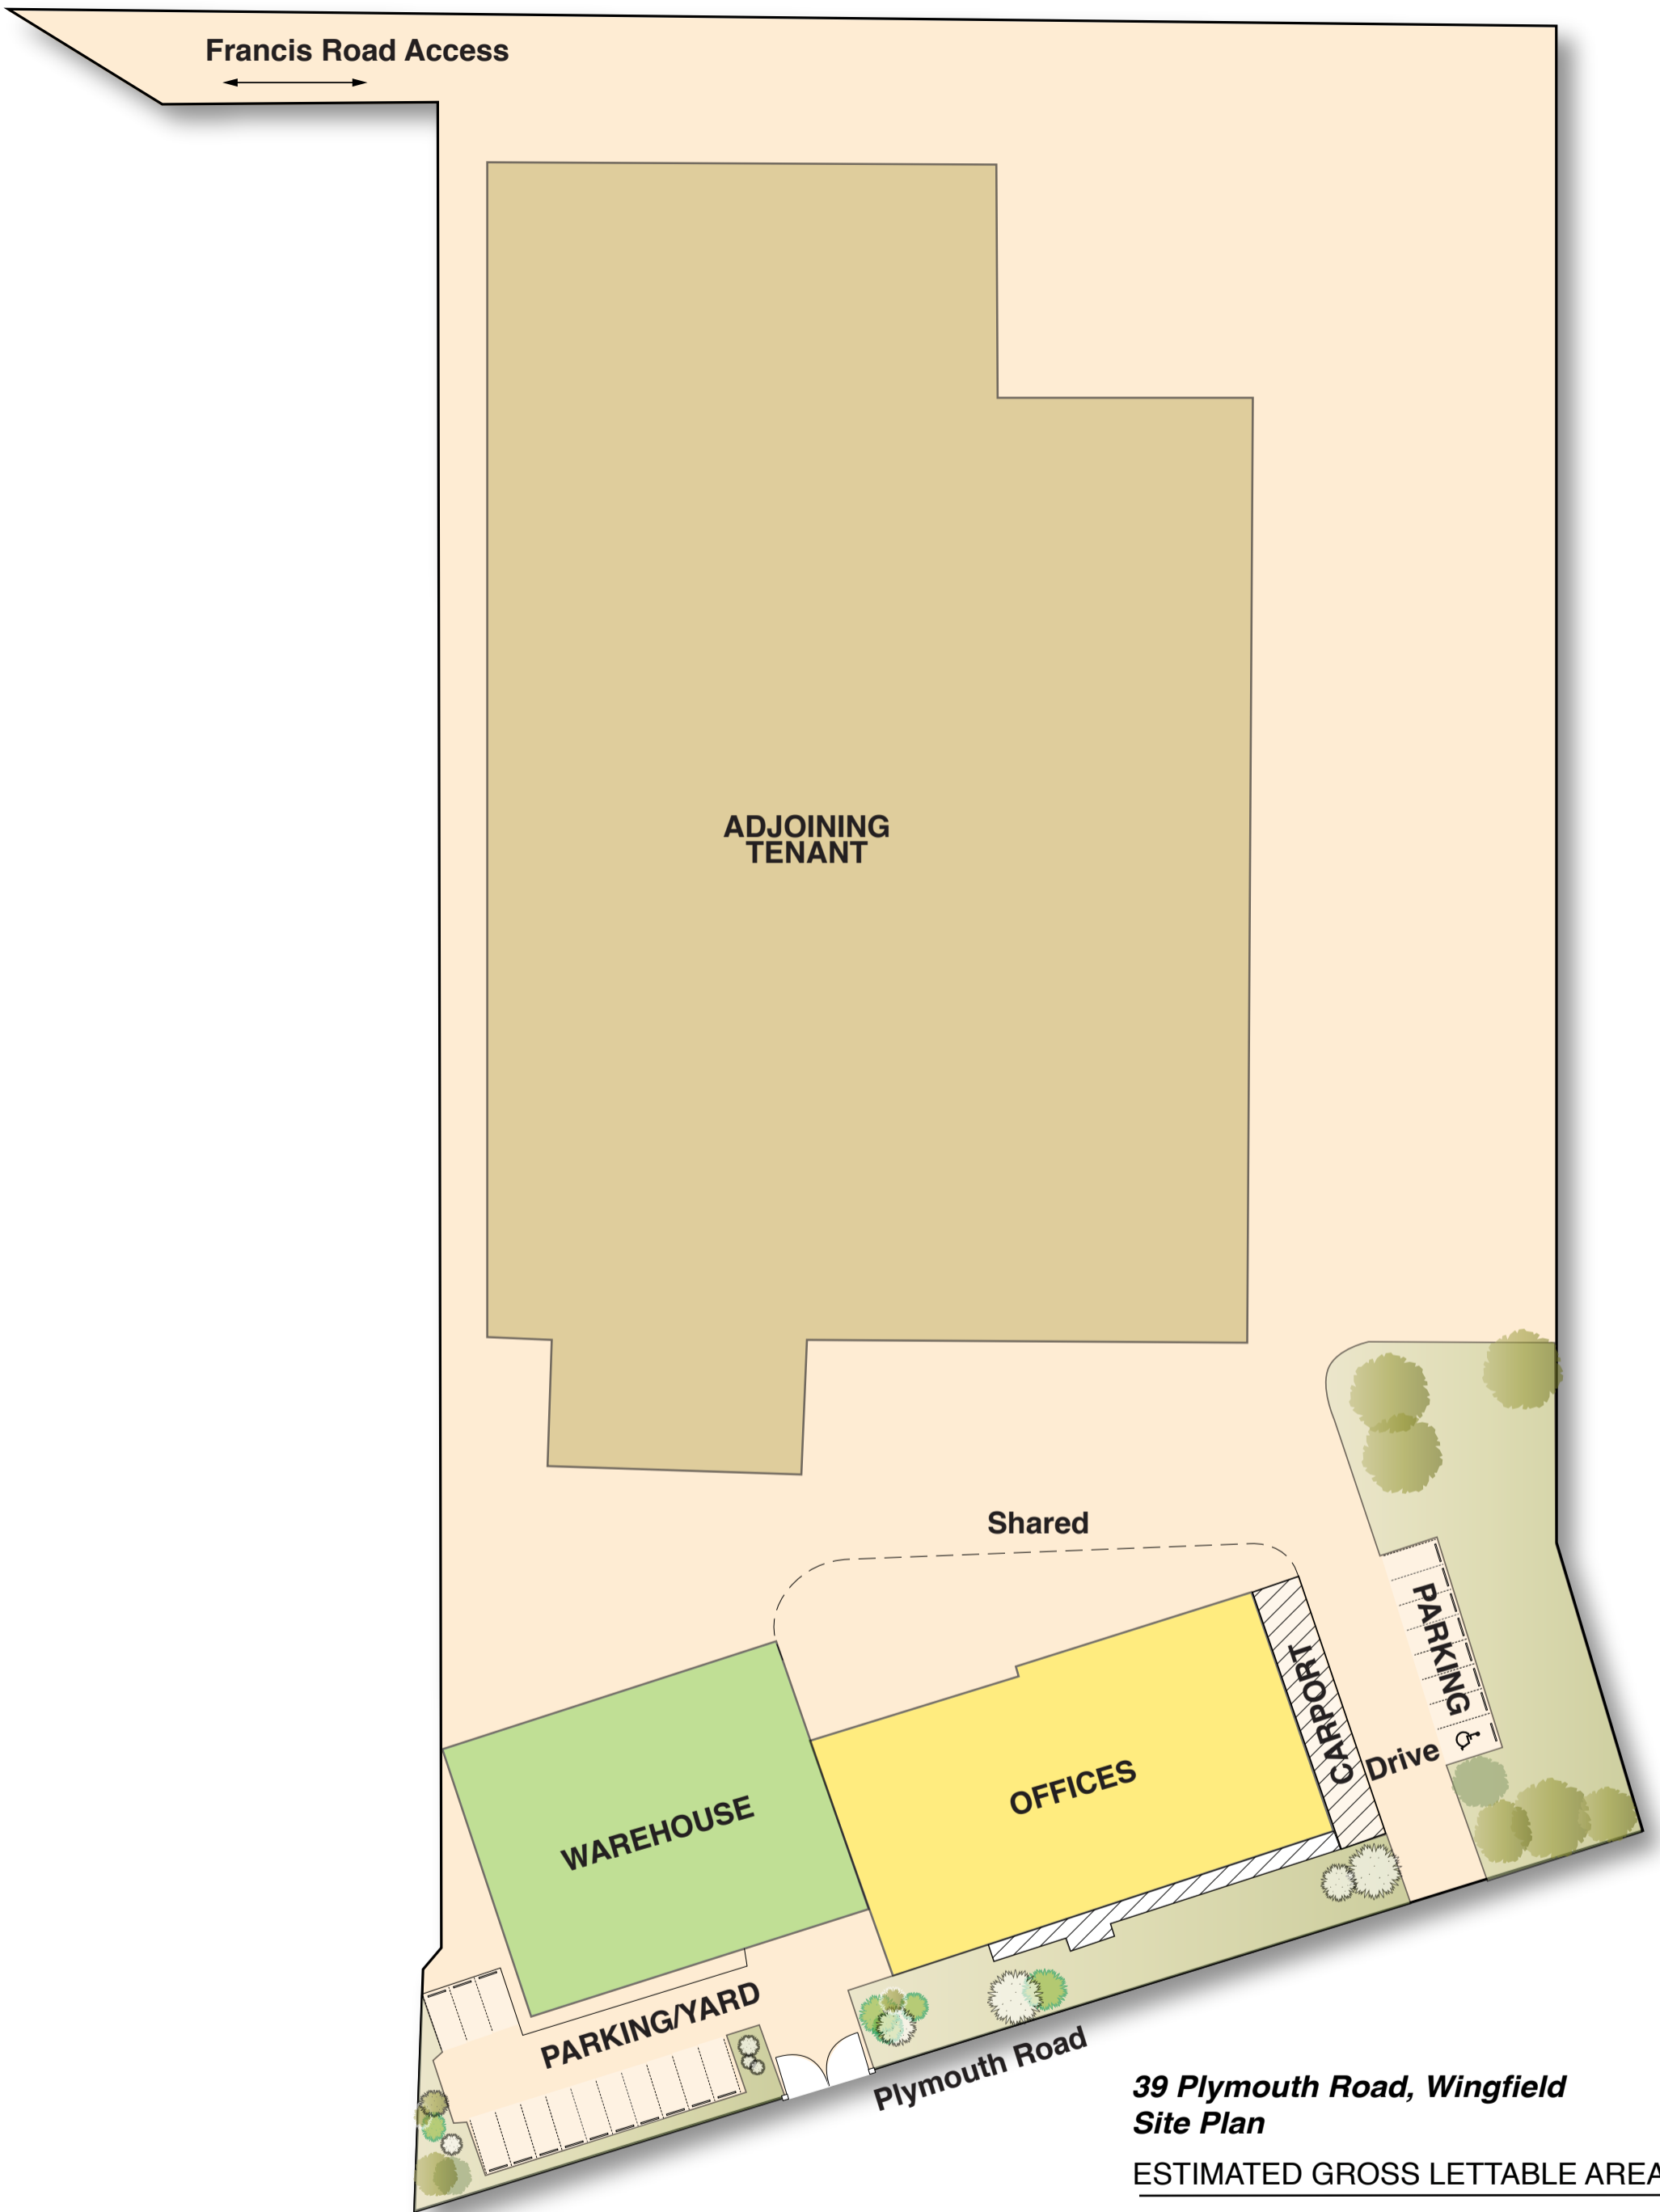 Francis Road Access
ADJOINING
TENANT
Shared
PARKING
CARPORT
Drive
OFFICES
WAREHOUSE
PARKING/YARD
Plymouth Road
39 Plymouth Road, Wingfield
Site Plan
ESTIMATED GROSS LETTABLE AREA